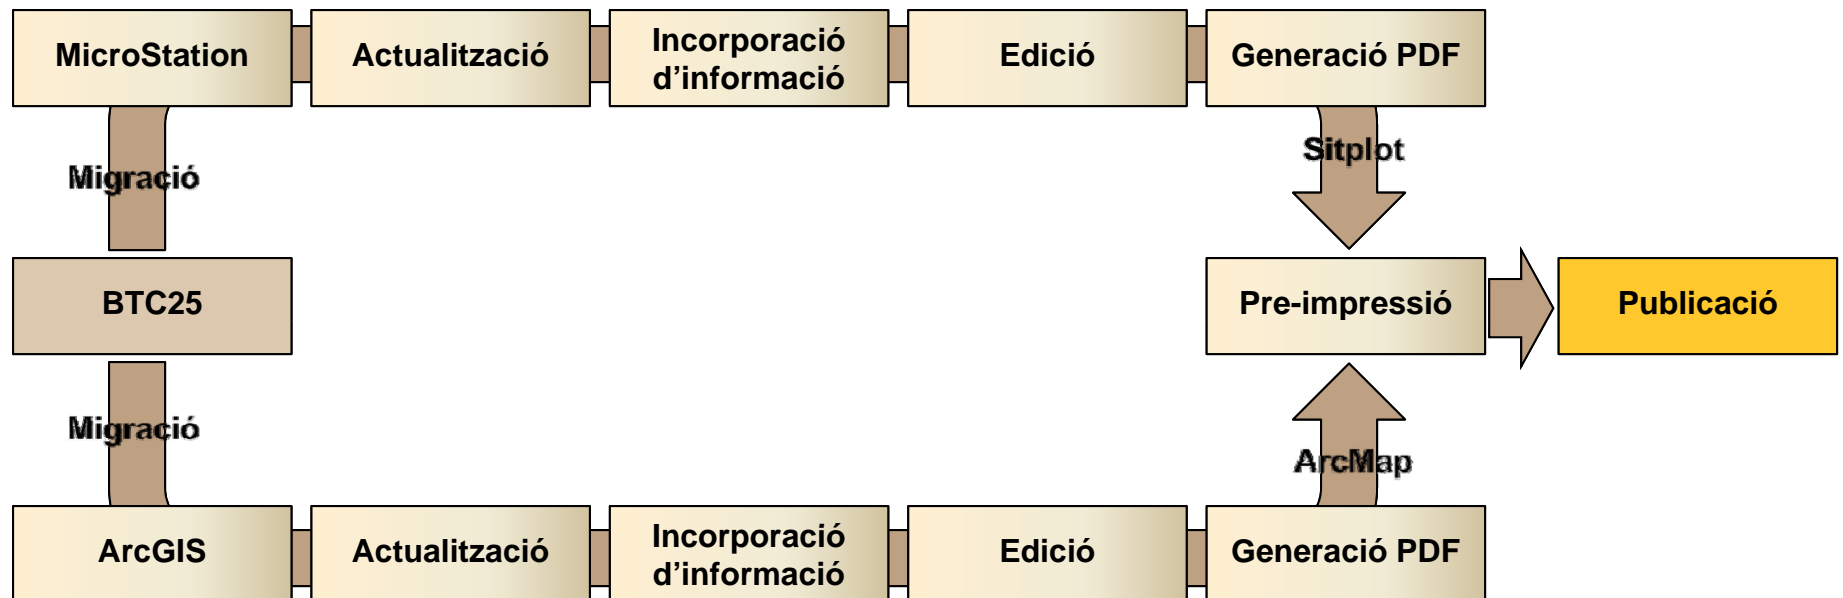 MicroStation
Actualització
Incorporació
d’informació
Edició
Generació PDF
Migració
Sitplot
BTC25
Pre-impressió
Publicació
Migració
ArcMap
ArcGIS
Actualització
Incorporació
d’informació
Edició
Generació PDF